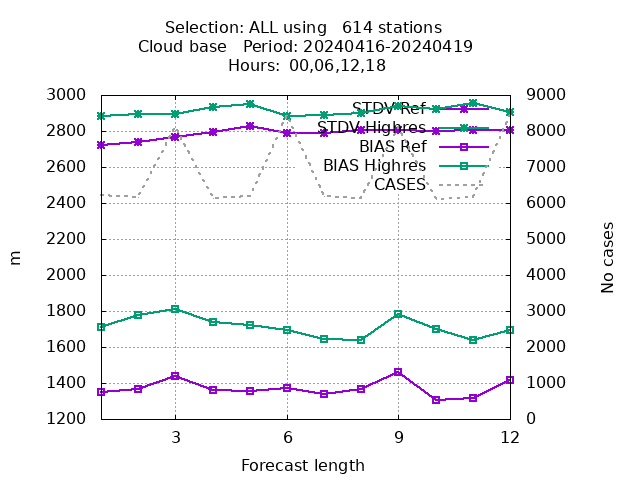 Selection: ALL using   614 stations
Cloud base   Period: 20240416-20240419
Hours: 00,06,12,18
3000
2800
2600
2400
2200
2000
1800
1600
1400
1200
m
9000
8000
7000
6000
5000
4000
3000
2000
1000
0
No cases
STDV Ref
STDV Highres
BIAS Ref
BIAS Highres
CASES
3
6
9
12
Forecast length